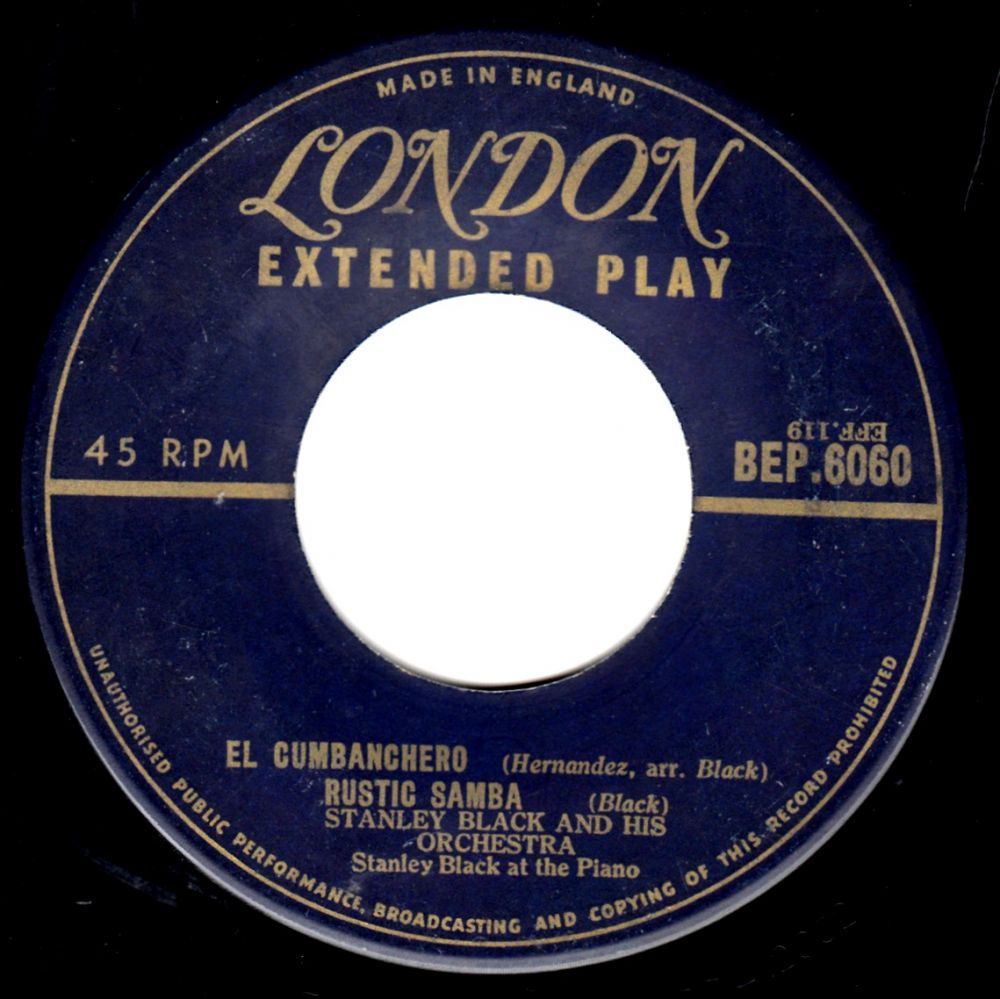 MADE IN ENGLAND
LONDON
EXTENDED PLAY
45 RPM
EFF.119
BEP.6060
EL CUMBANCHERO (Hernandez, arr. Black)
RUSTIC SAMBA (Black)
STANLEY BLACK AND HIS
ORCHESTRA
Stanley Black at the Piano
UNAUTHORISED PUBLIC PERFORMANCE, BROADCASTING AND COPYING OF THIS RECORD PROHIBITED